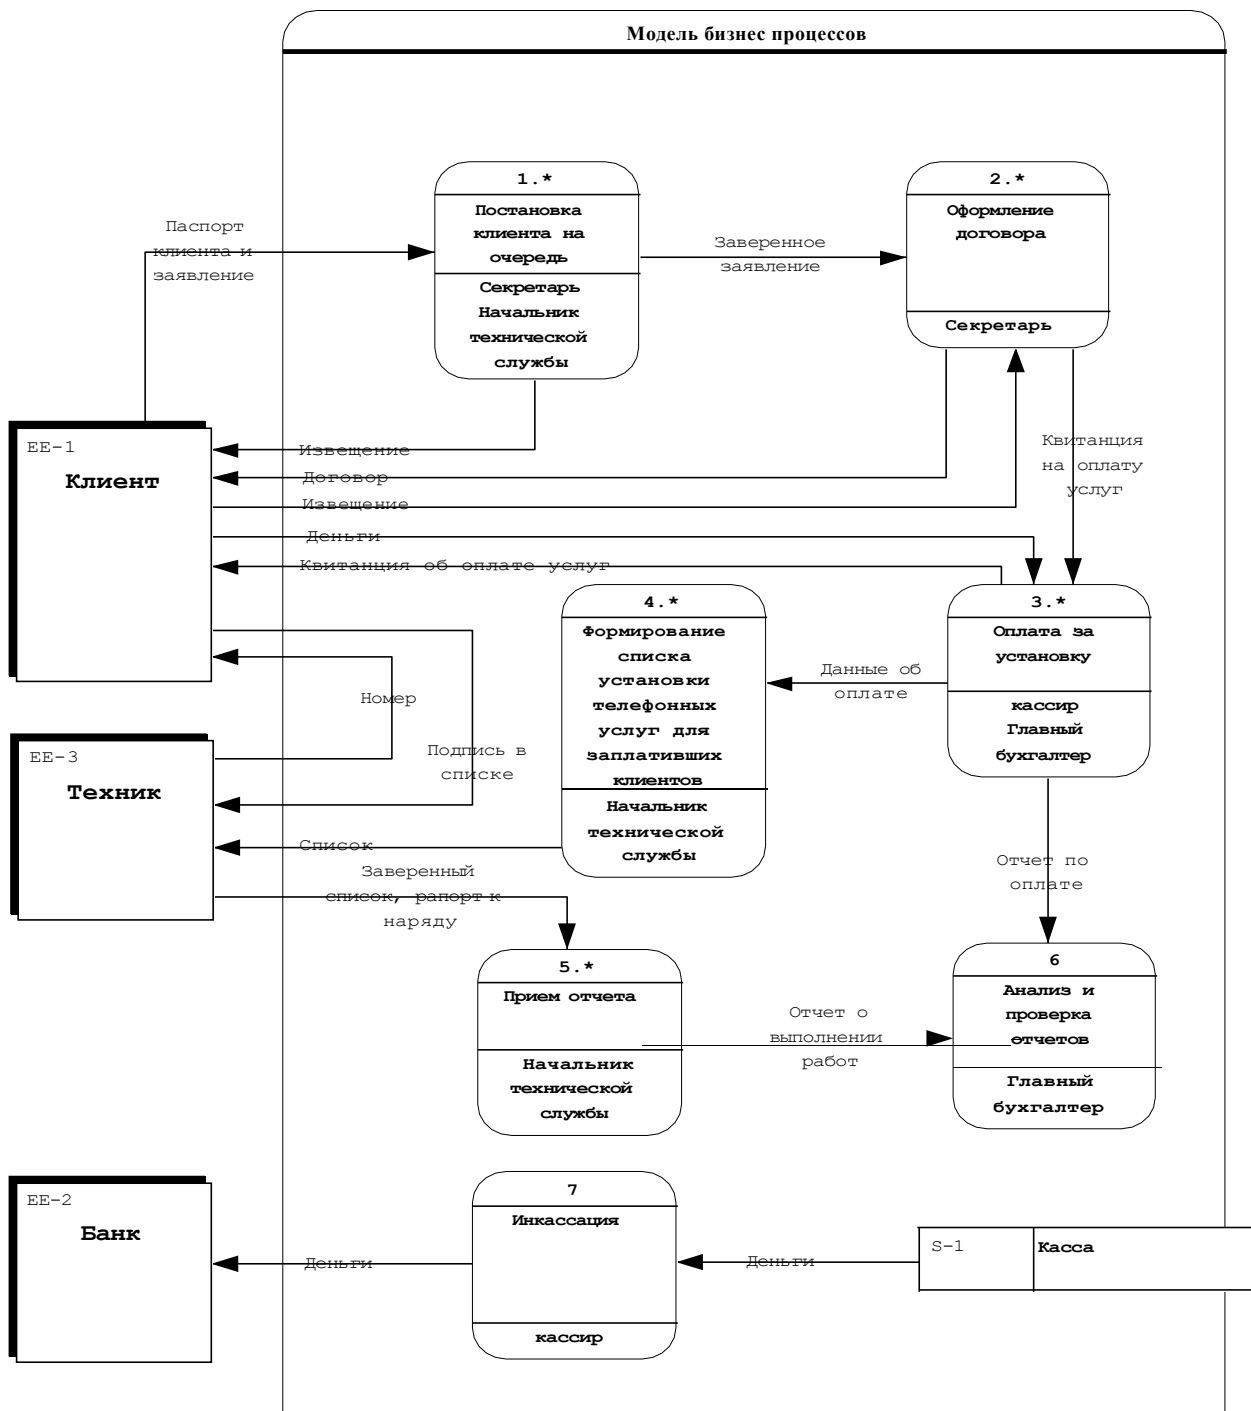 Модель бизнес процессов
1.*
Постановка
клиента на
очередь
Секретарь
Начальник
технической
службы
2.*
Оформление
договора
Секретарь
Паспорт
клиента и
заявление
Заверенное
заявление
EE-1
Клиент
Извещение
Договор
Извещение
Деньги
Квитанция об оплате услуг
Квитанция
на оплату
услуг
4.*
Формирование
списка
установки
телефонных
услуг для
заплативших
клиентов
Начальник
технической
службы
3.*
Оплата за
установку
кассир
Главный
бухгалтер
Данные об
оплате
Номер
Подпись в
списке
EE-3
Техник
Список
Заверенный
список, рапорт к
наряду
Отчет по
оплате
5.*
Прием отчета
Начальник
технической
службы
Отчет о
выполнении
работ
6
Анализ и
проверка
отчетов
Главный
бухгалтер
EE-2
Банк
Деньги
7
Инкассация
кассир
Деньги
S-1
Касса